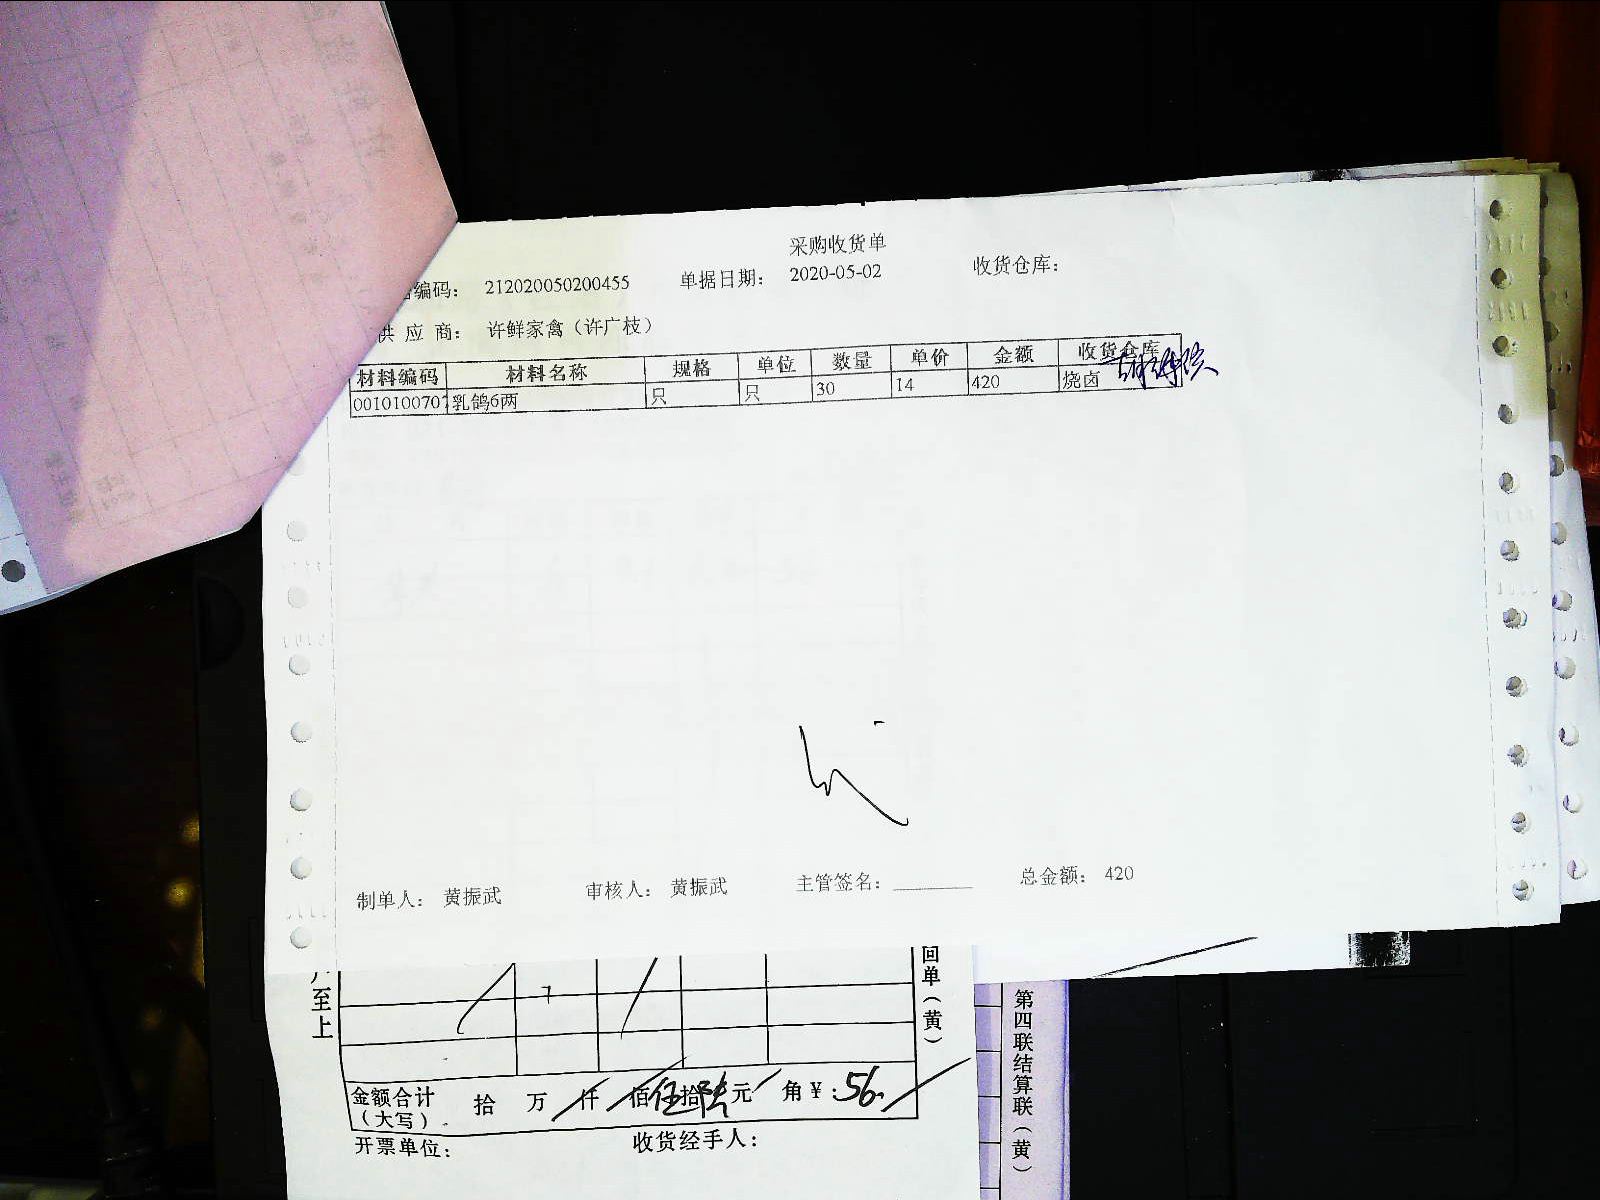 采购收货单
编码： 212020050200455 单据日期： 2020-05-02 收货仓库：
供 应 商： 许鲜家禽（许广枝）
材料编码 材料名称 规格 单位 数量 单价 金额 收货仓库
0010100707 乳鸽6两 只 只 30 14 420 烧卤
制单人： 黄振武 审核人： 黄振武 主管签名： 总金额： 420
至上
回单（黄）
第四联结算联（黄）
金额合计（大写） 拾 万 仟 佰 伍拾陆元 角 ¥：56.
开票单位： 收货经手人：